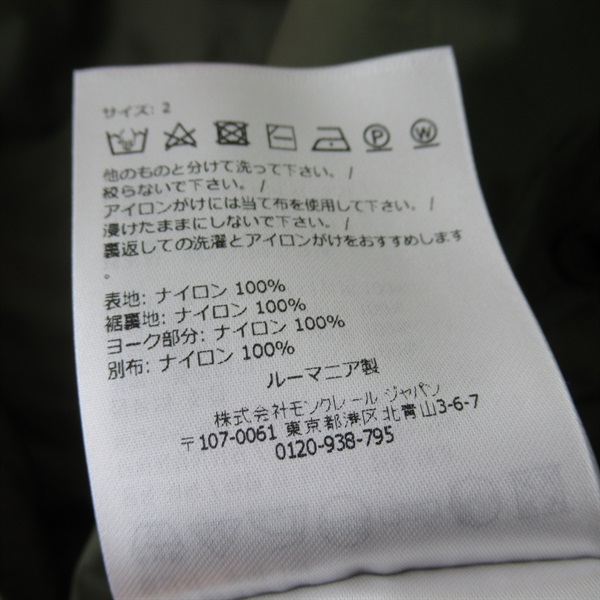 サイズ: 2
P W
他のものと分けて洗って下さい。 /
絞らないで下さい。 /
アイロンがけには当て布を使用して下さい。 /
浸けたままにしないで下さい。 /
裏返しての洗濯とアイロンがけをおすすめします
。
表地: ナイロン 100%
裾裏地: ナイロン 100%
ヨーク部分: ナイロン 100%
別布: ナイロン 100%
ルーマニア製
株式会社モンクレール ジャパン
〒107-0061 東京都港区北青山3-6-7
0120-938-795